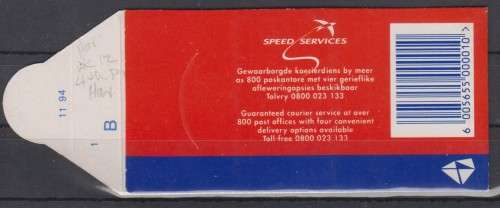 SPEED SERVICES
Gewaarborgde koerierdiens by meer
as 800 poskantore met vier gerieflike
afleweringopsies beskikbaar
Tolvry 0800 023 133
Guaranteed courier service at over
800 post offices with four convenient
delivery options available
Toll-free 0800 023 133
6 005655 000010 >
11 94
1 B